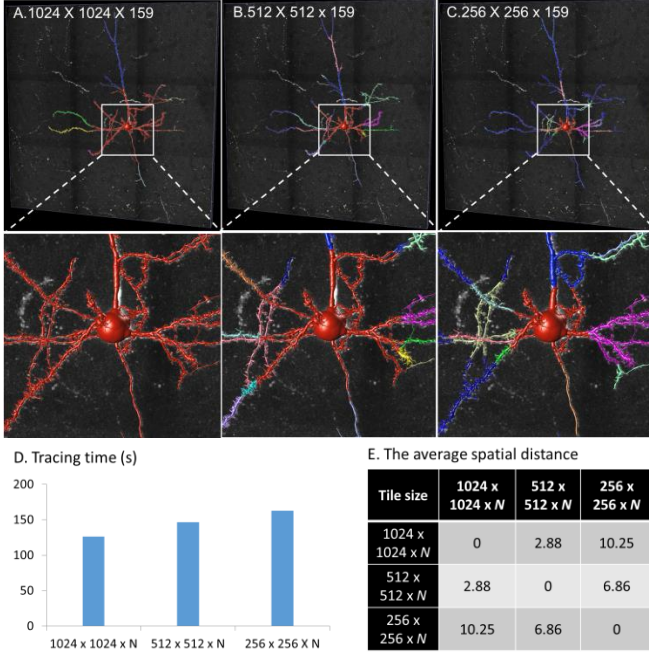 A.1024 X 1024 X 159
B.512 X 512 x 159
C.256 X 256 x 159
D. Tracing time (s)
200
150
100
50
0
1024 x 1024 x N
512 x 512 x N
256 x 256 X N
E. The average spatial distance
Tile size
1024 x
1024 x N
512 x
512 x N
256 x
256 x N
1024 x
1024 x N
0
2.88
10.25
512 x
512 x N
2.88
0
6.86
256 x
256 x N
10.25
6.86
0